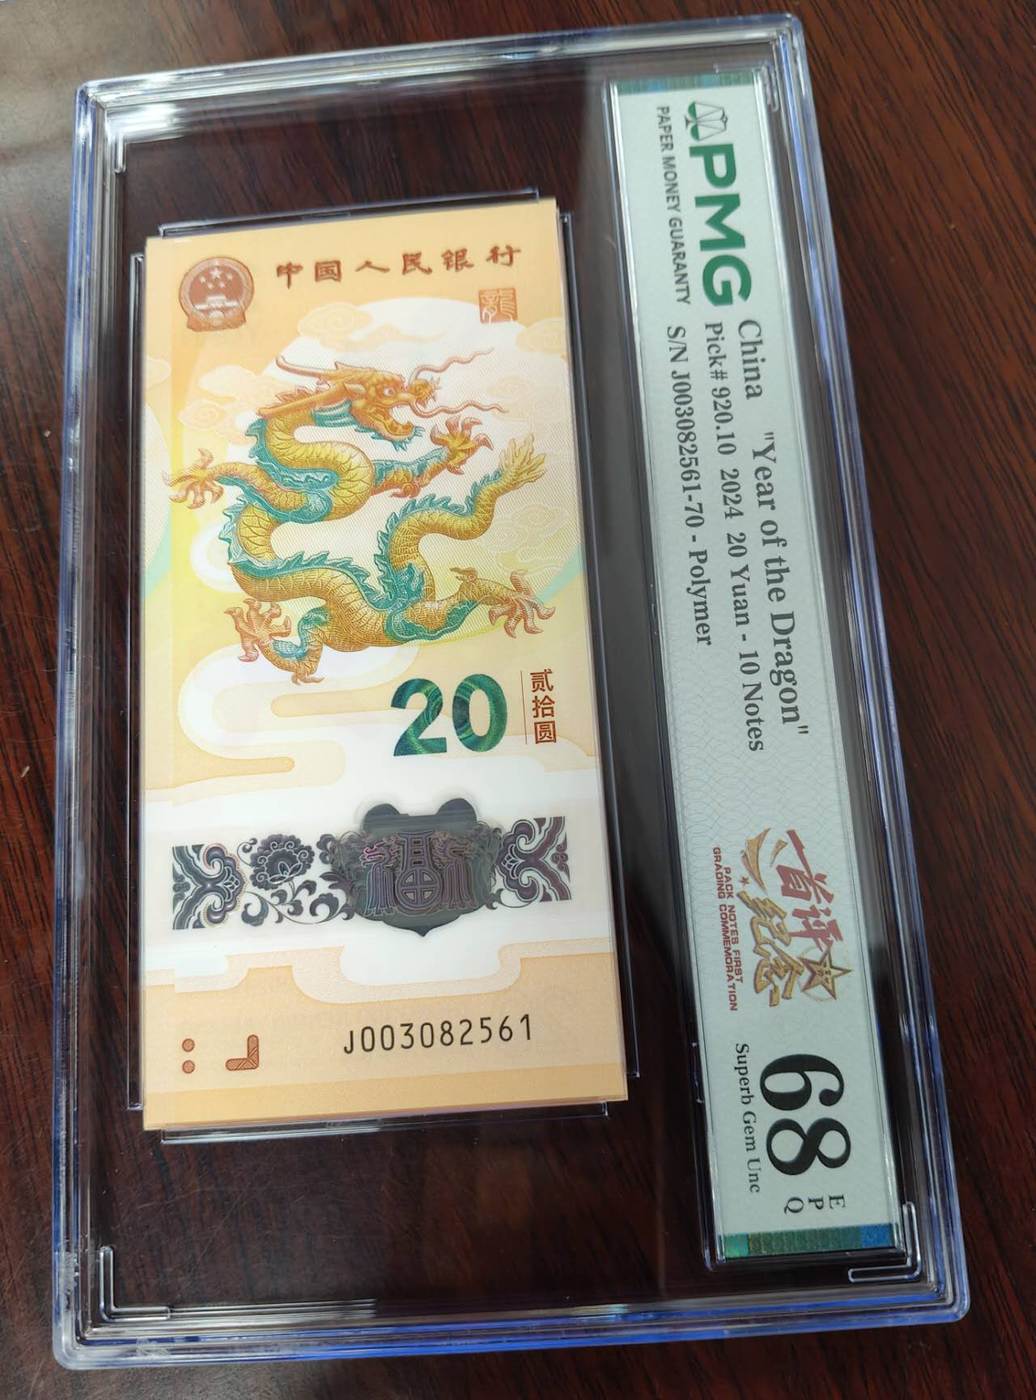 中国人民银行
龍
20
贰拾圆
福
J003082561
PMG
PAPER MONEY GUARANTY
China "Year of the Dragon"
Pick# 920.10 2024 20 Yuan - 10 Notes
S/N J003082561-70 - Polymer
首评
纪念
PACK NOTES FIRST
GRADING COMMEMORATION
68
EPQ
Superb Gem Unc